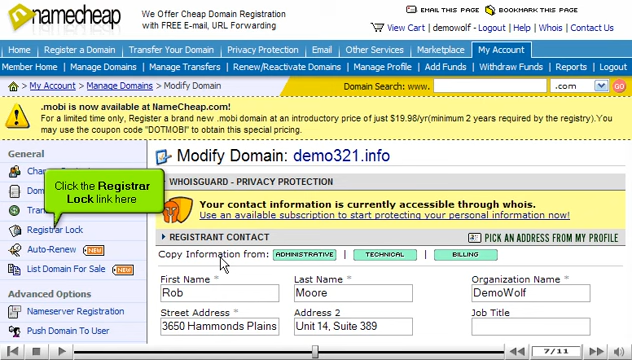 namecheap
We Offer Cheap Domain Registration
with FREE E-mail, URL Forwarding
EMAIL THIS PAGE
BOOKMARK THIS PAGE
View Cart | demowolf - Logout | Help | Whois | Contact Us
Home | Register a Domain | Transfer Your Domain | Privacy Protection | Email | Other Services | Marketplace | My Account
Member Home | Manage Domains | Manage Transfers | Renew/Reactivate Domains | Manage Profile | Add Funds | Withdraw Funds | Reports | Logout
> My Account > Manage Domains > Modify Domain
Domain Search: www. .com GO
.mobi is now available at NameCheap.com!
For a limited time only, Register a brand new .mobi domain at an introductory price of just $19.98/yr(minimum 2 years required by the registry).You
may use the coupon code "DOTMOBI" to obtain this special pricing.
General
Dom
Tran
Click the Registrar
Lock link here
Registrar Lock
Auto-Renew NEW
List Domain For Sale NEW
Advanced Options
Nameserver Registration
Push Domain To User
Modify Domain: demo321.info
WHOISGUARD - PRIVACY PROTECTION
Your contact information is currently accessible through whois.
Use an available subscription to start protecting your personal information now!
REGISTRANT CONTACT
PICK AN ADDRESS FROM MY PROFILE
Copy Information from: ADMINISTRATIVE | TECHNICAL | BILLING
First Name * Last Name * Organization Name
Rob Moore DemoWolf
Street Address * Address 2 Job Title
3650 Hammonds Plains Unit 14, Suite 389
7/11